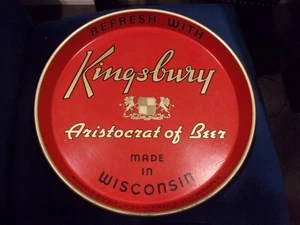 REFRESH WITH
Kingsbury
Aristocrat of Beer
MADE
IN
WISCONSIN